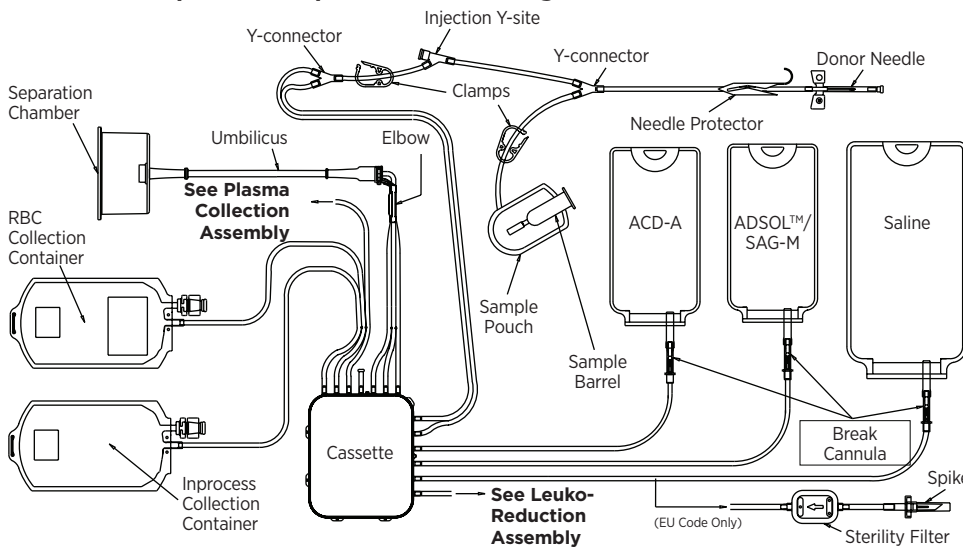 Injection Y-site
Y-connector
Y-connector
Donor Needle
Clamps
Separation
Chamber
Needle Protector
Umbilicus
Elbow
See Plasma
Collection
Assembly
RBC
Collection
Container
ACD-A
ADSOL™/
SAG-M
Saline
Sample
Pouch
Sample
Barrel
Cassette
Break
Cannula
Inprocess
Collection
Container
See Leuko-
Reduction
Assembly
(EU Code Only)
Spike
Sterility Filter